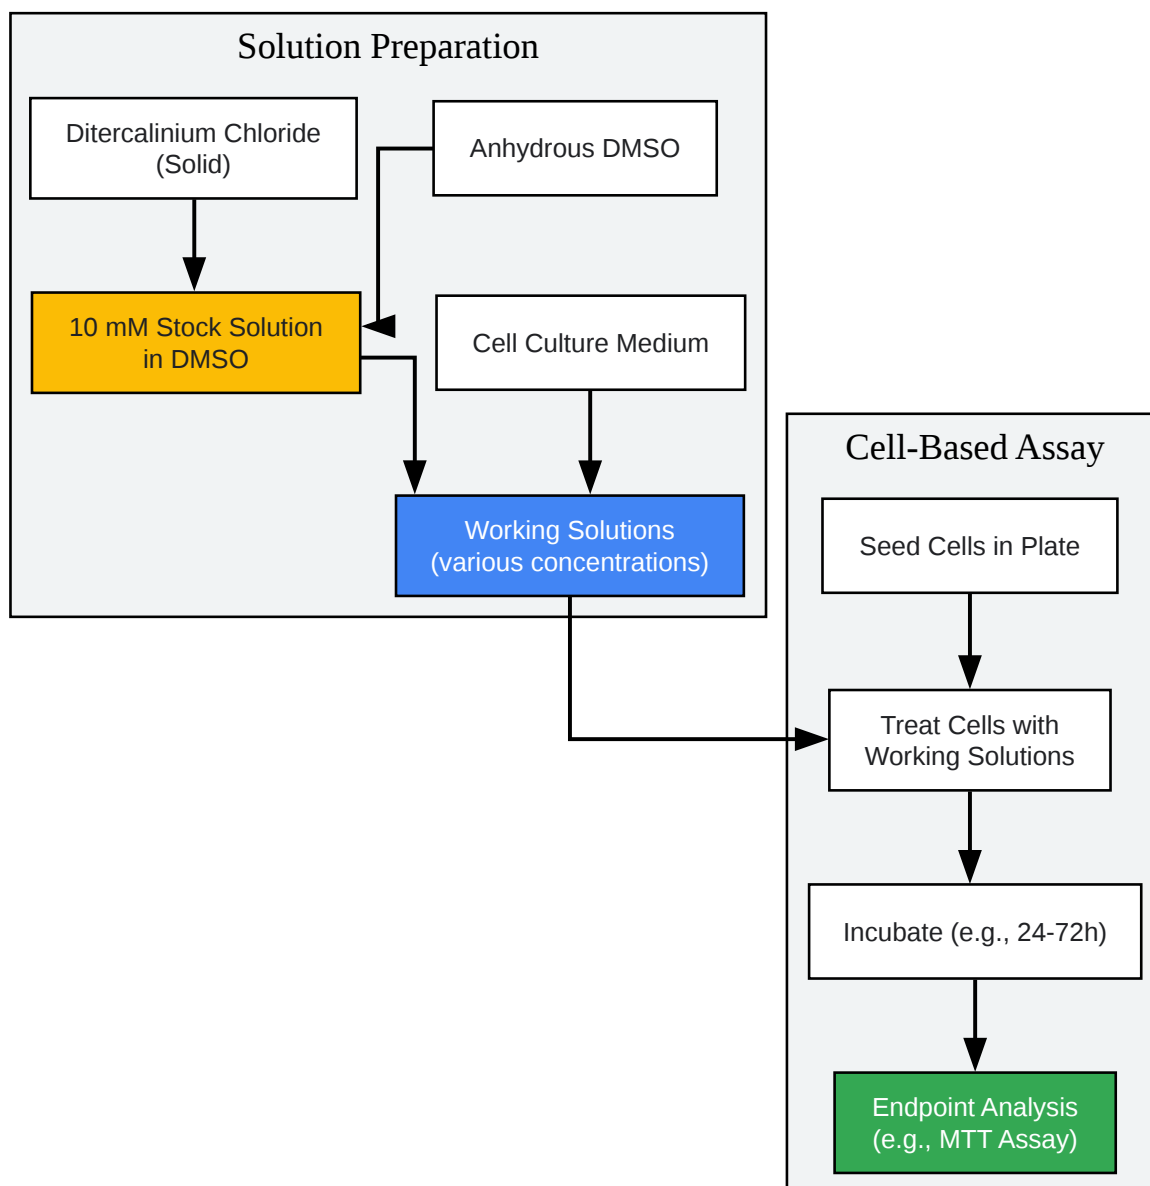 Solution Preparation
Ditercalinium Chloride
(Solid)
Anhydrous DMSO
10 mM Stock Solution
in DMSO
Cell Culture Medium
Working Solutions
(various concentrations)
Cell-Based Assay
Seed Cells in Plate
Treat Cells with
Working Solutions
Incubate (e.g., 24-72h)
Endpoint Analysis
(e.g., MTT Assay)